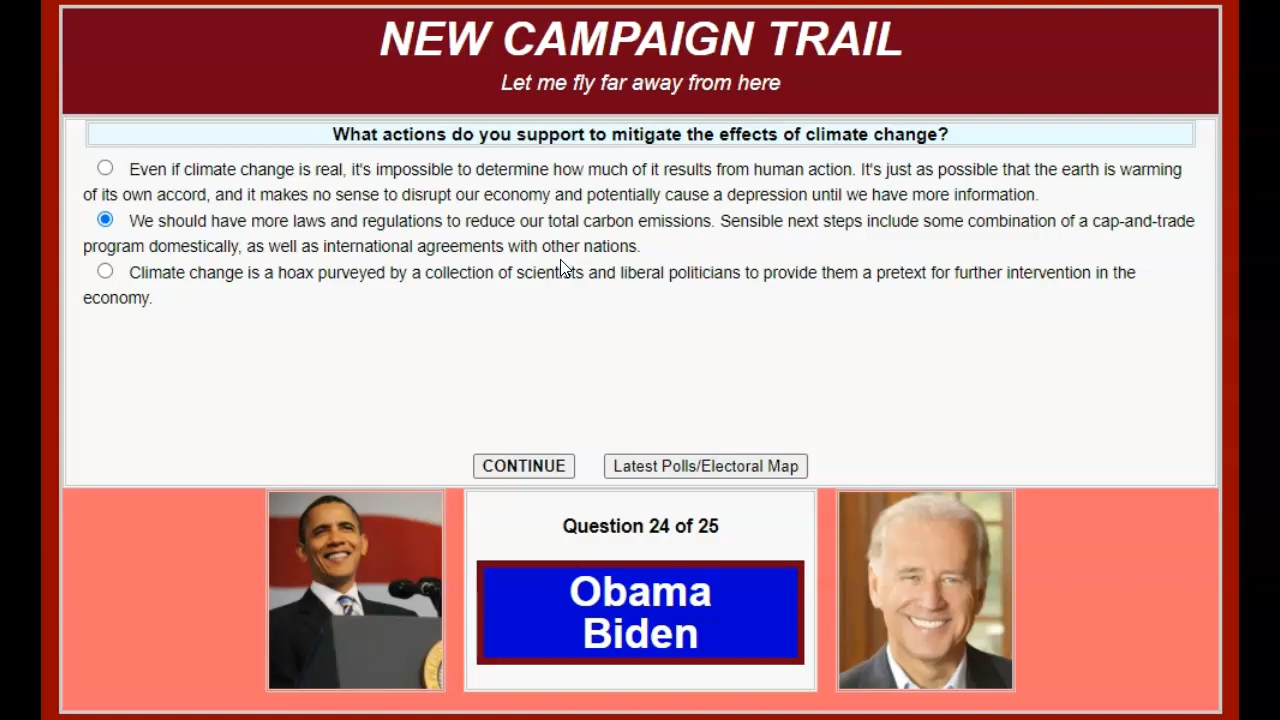 NEW CAMPAIGN TRAIL
Let me fly far away from here
What actions do you support to mitigate the effects of climate change?
Even if climate change is real, it's impossible to determine how much of it results from human action. It's just as possible that the earth is warming
of its own accord, and it makes no sense to disrupt our economy and potentially cause a depression until we have more information.
We should have more laws and regulations to reduce our total carbon emissions. Sensible next steps include some combination of a cap-and-trade
program domestically, as well as international agreements with other nations.
Climate change is a hoax purveyed by a collection of scientists and liberal politicians to provide them a pretext for further intervention in the
economy.
CONTINUE
Latest Polls/Electoral Map
Question 24 of 25
Obama
Biden